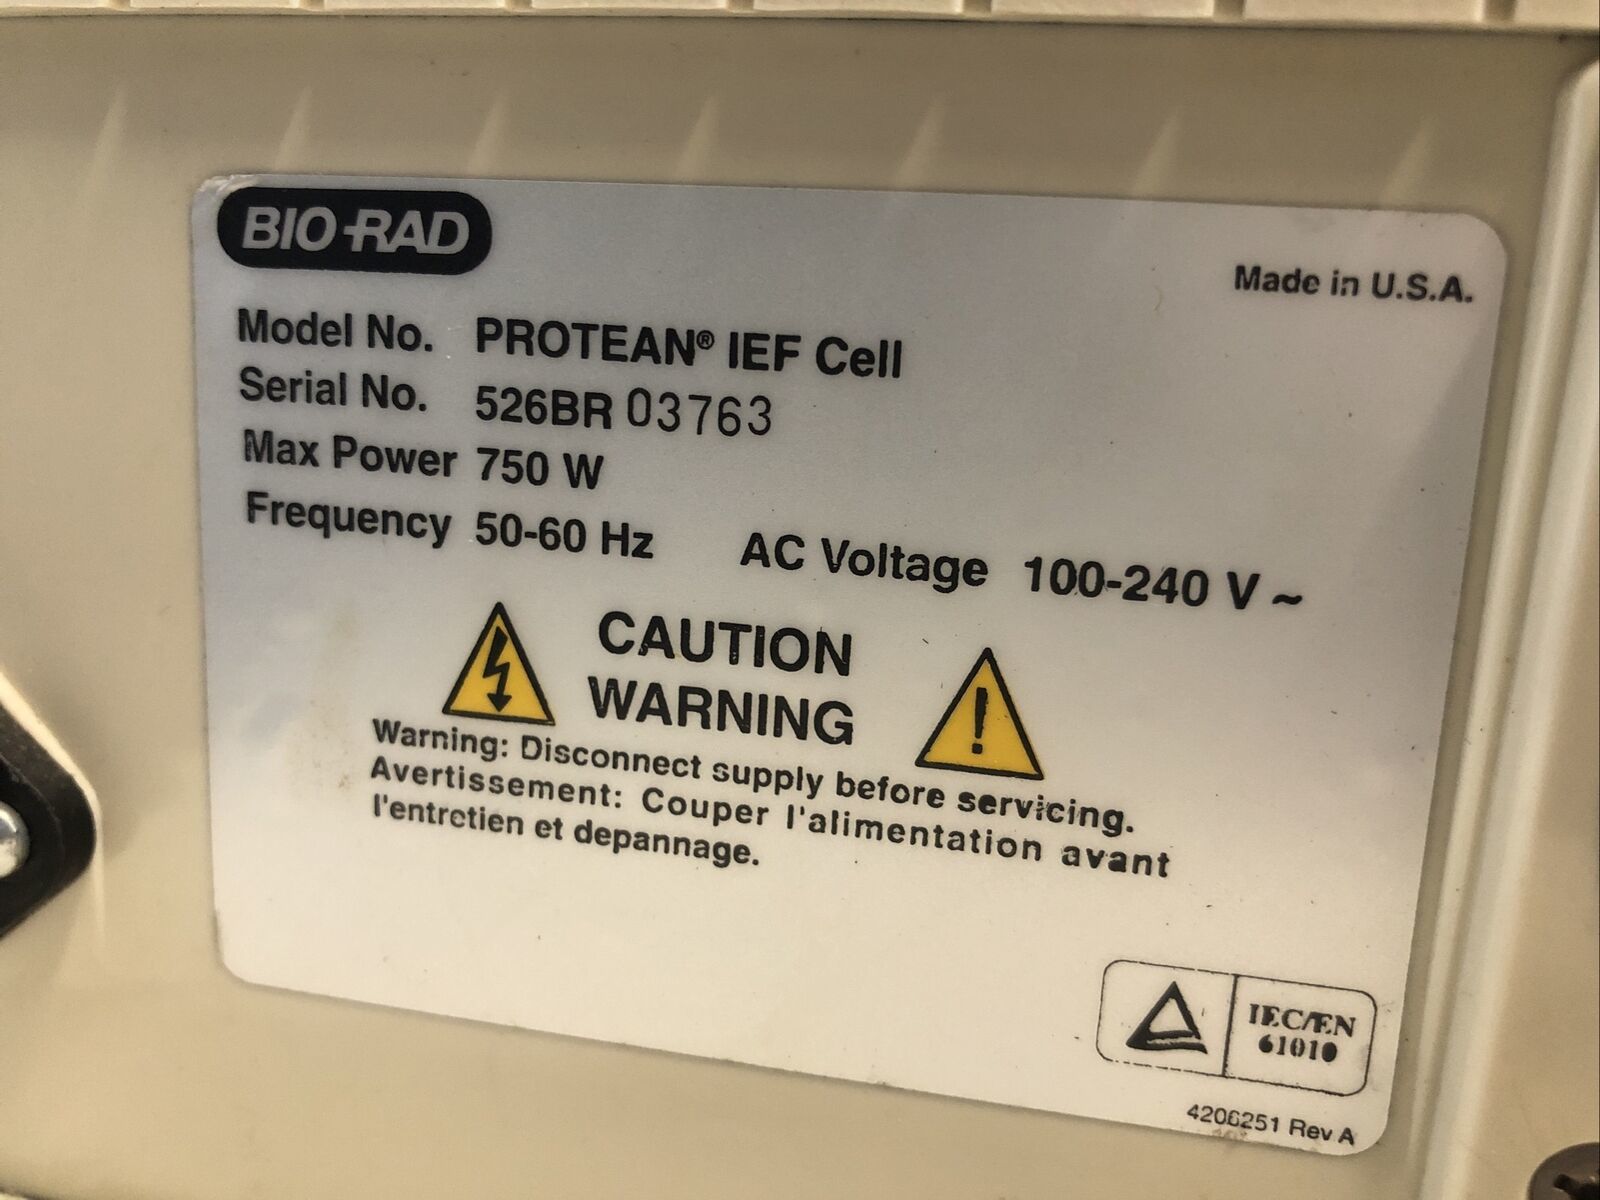 BIO-RAD
Made in U.S.A.
Model No. PROTEAN® IEF Cell
Serial No. 526BR 03763
Max Power 750 W
Frequency 50-60 Hz AC Voltage 100-240 V ~
CAUTION
WARNING
Warning: Disconnect supply before servicing.
Avertissement: Couper l'alimentation avant
l'entretien et depannage.
IEC/EN
61010
4206251 Rev A